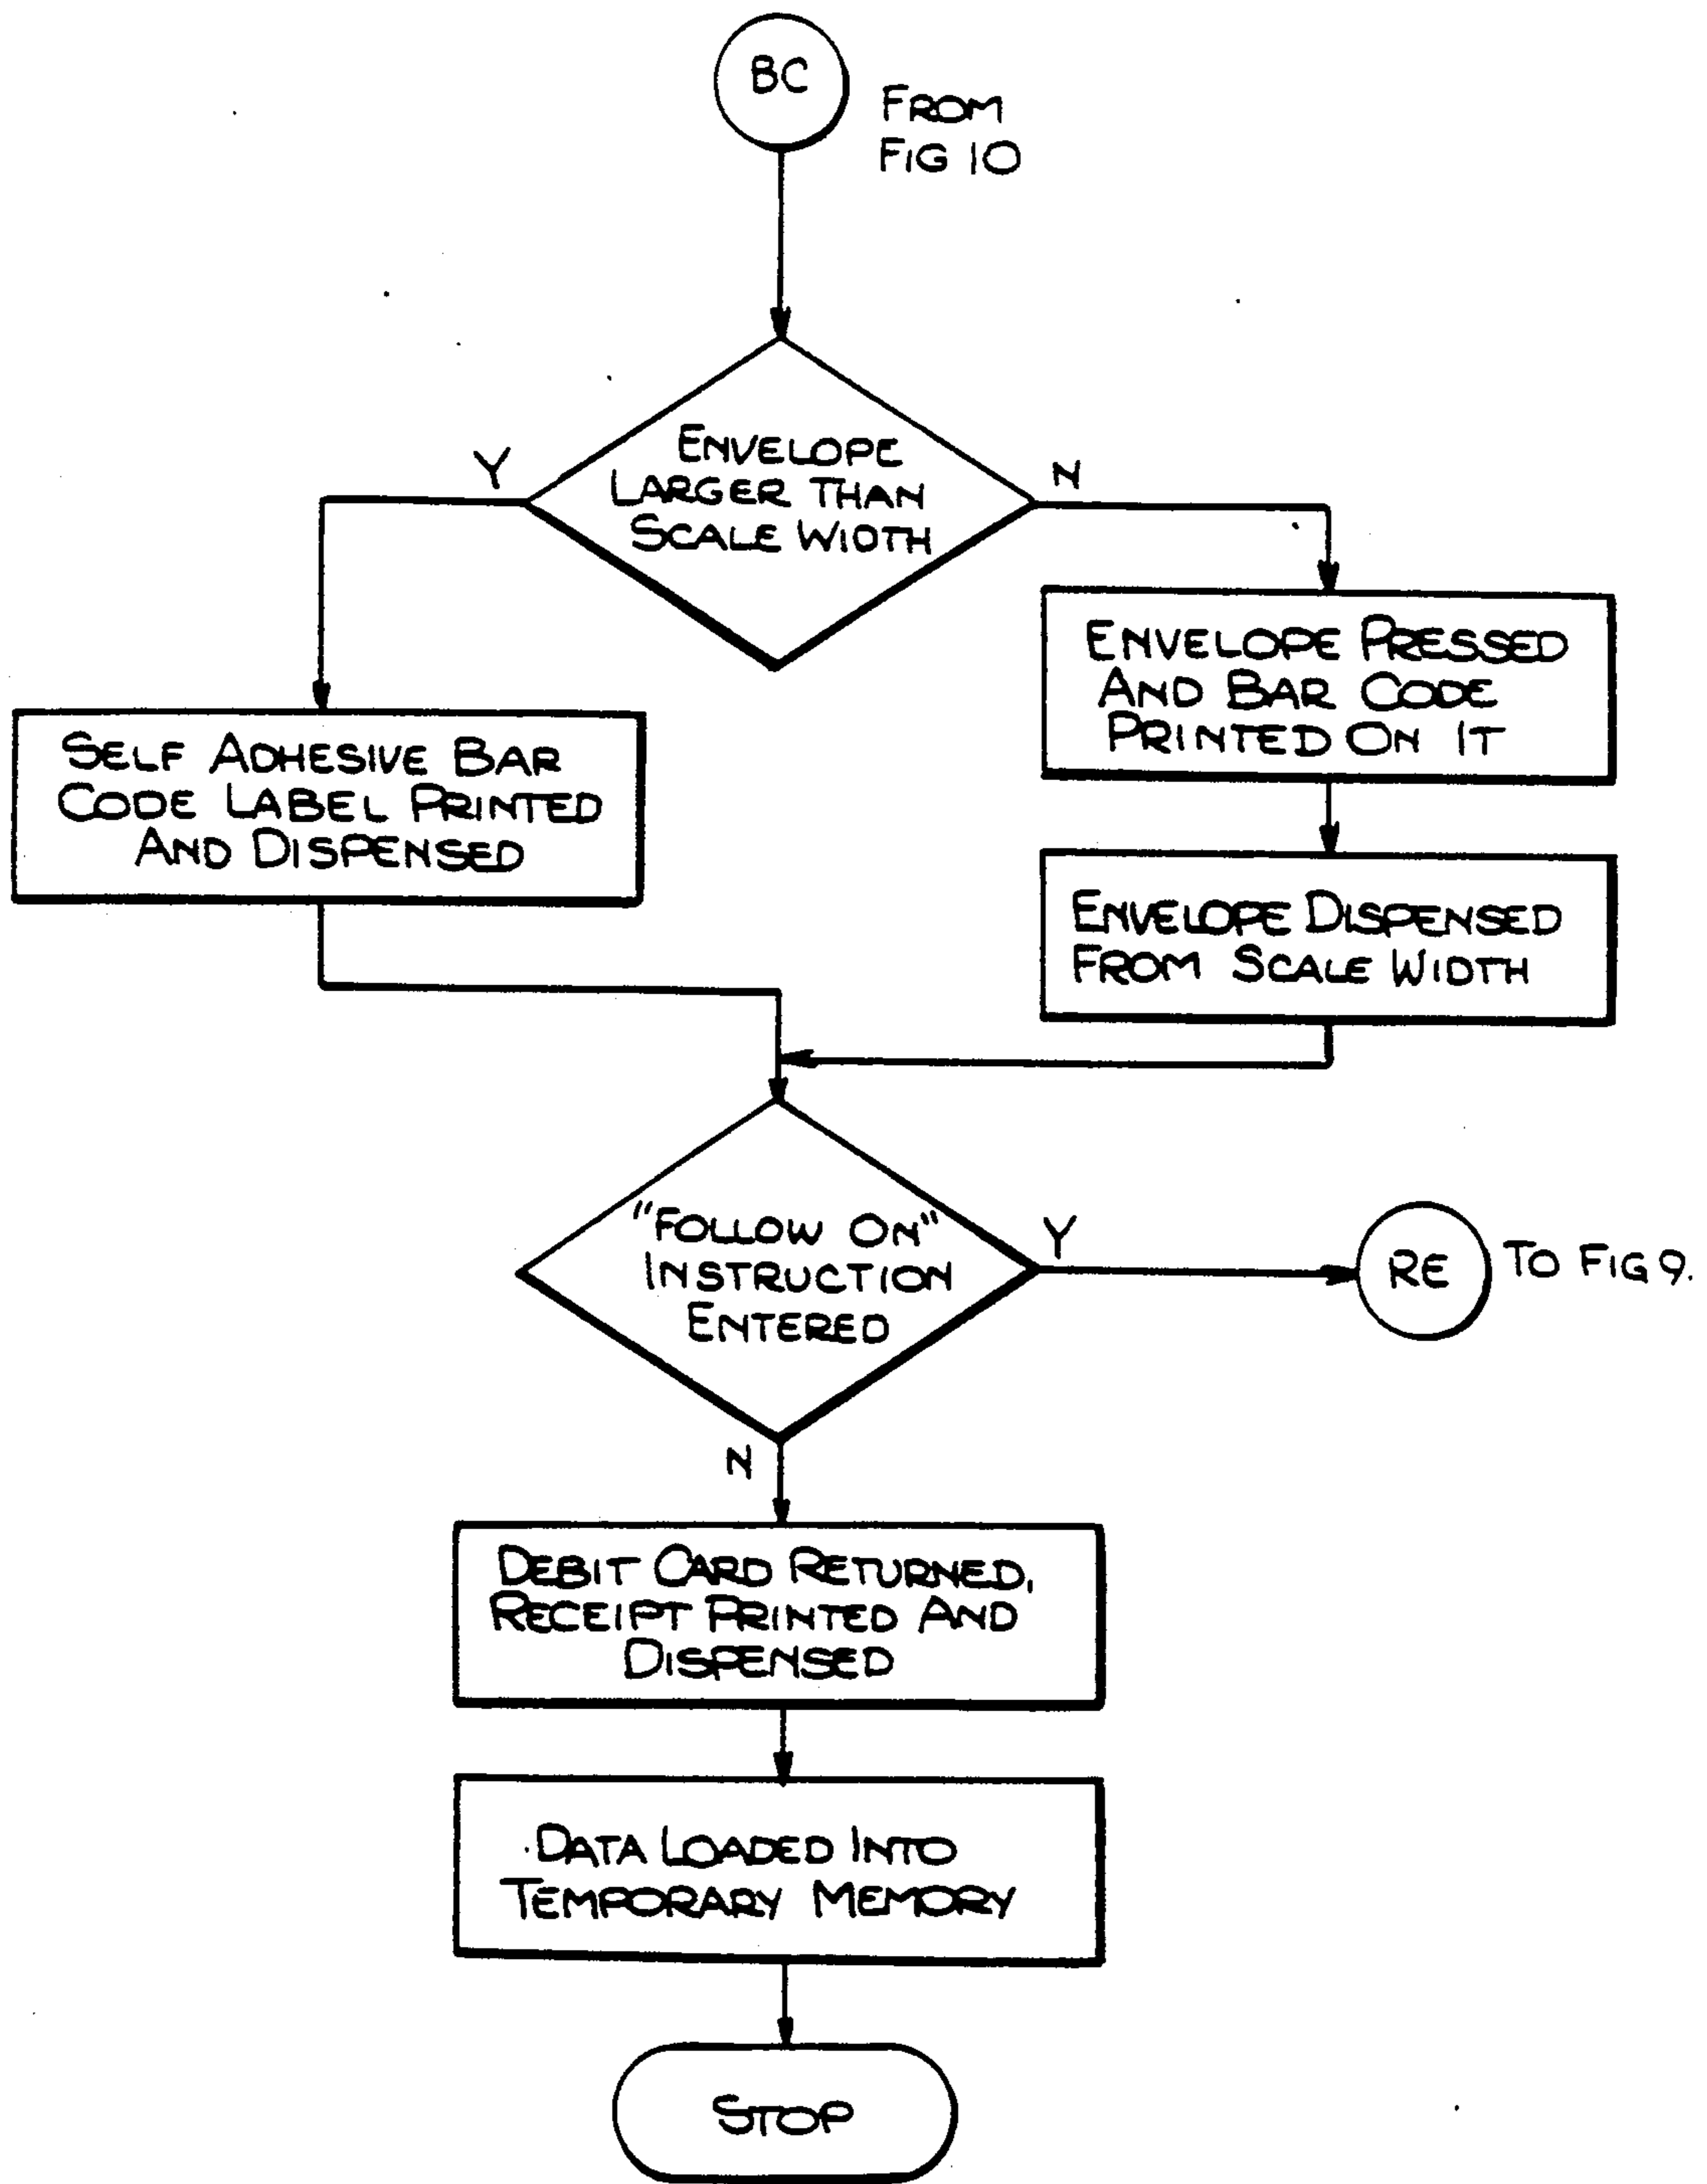 BC
FROM
FIG 10
ENVELOPE
LARGER THAN
SCALE WIDTH
Y
N
ENVELOPE PRESSED
AND BAR CODE
PRINTED ON IT
SELF ADHESIVE BAR
CODE LABEL PRINTED
AND DISPENSED
ENVELOPE DISPENSED
FROM SCALE WIDTH
"FOLLOW ON"
INSTRUCTION
ENTERED
Y
RE
TO FIG 9.
N
DEBIT CARD RETURNED,
RECEIPT PRINTED AND
DISPENSED
DATA LOADED INTO
TEMPORARY MEMORY
STOP